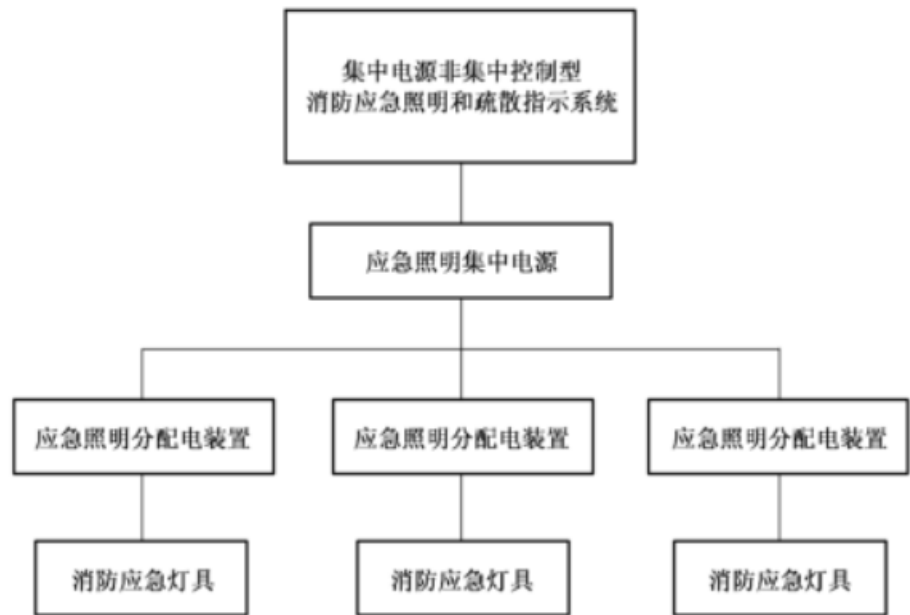 集中电源非集中控制型
消防应急照明和疏散指示系统
应急照明集中电源
应急照明分配电装置
应急照明分配电装置
应急照明分配电装置
消防应急灯具
消防应急灯具
消防应急灯具